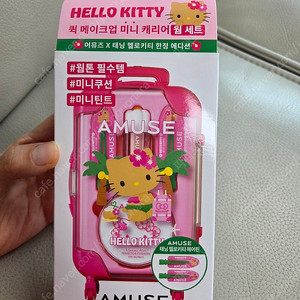 HELLO KITTY
퀵 메이크업 미니 캐리어 웜 세트
어뮤즈 X 태닝 헬로키티 한정 에디션
#웜톤 필수템
#미니쿠션
#미니틴트
AMUSE
AMUSE
AMUSE
HELLO KITTY
AMUSE
태닝 헬로키티 헤어핀